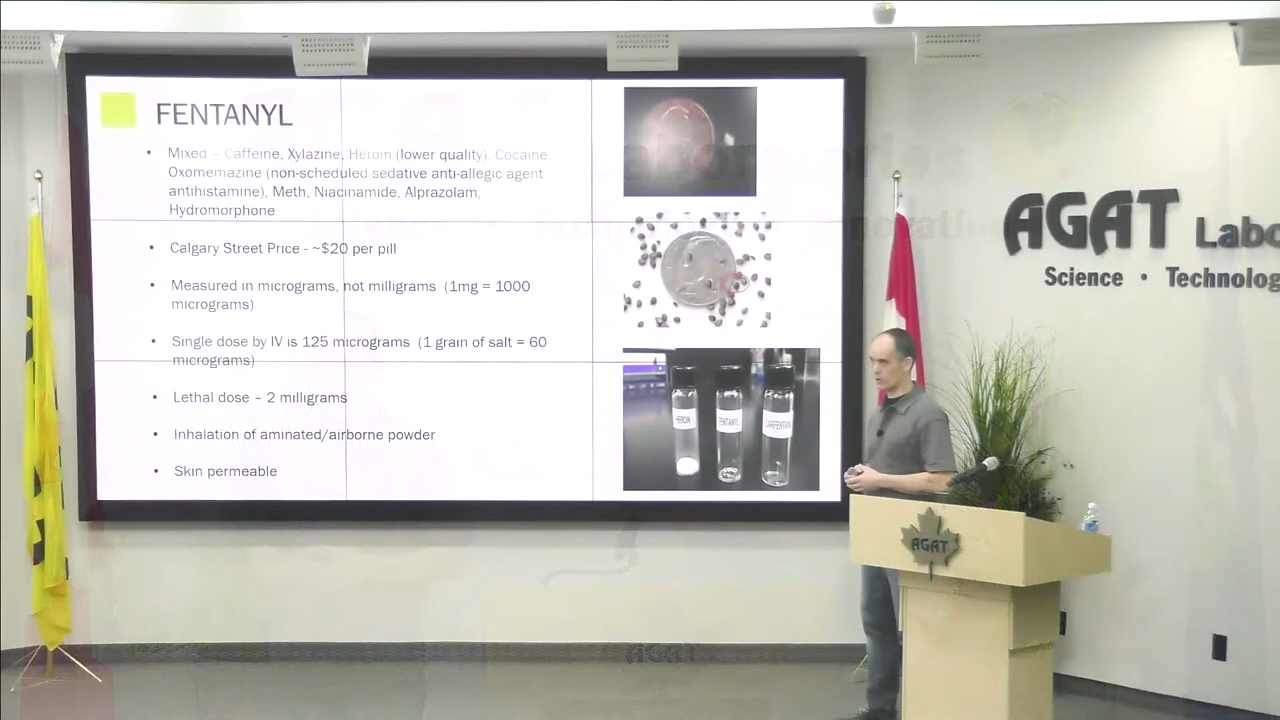 FENTANYL
• Mixed – Caffeine, Xylazine, Heroin (lower quality), Cocaine,
Oxomemazine (non-scheduled sedative anti-allegic agent
antihistamine), Meth, Niacinamide, Alprazolam,
Hydromorphone
• Calgary Street Price - ~$20 per pill
• Measured in micrograms, not milligrams (1mg = 1000
micrograms)
• Single dose by IV is 125 micrograms (1 grain of salt = 60
micrograms)
• Lethal dose – 2 milligrams
• Inhalation of aminated/airborne powder
• Skin permeable
HEROIN
FENTANYL
AGAT Labo
Science · Technolog
AGAT
AGAT